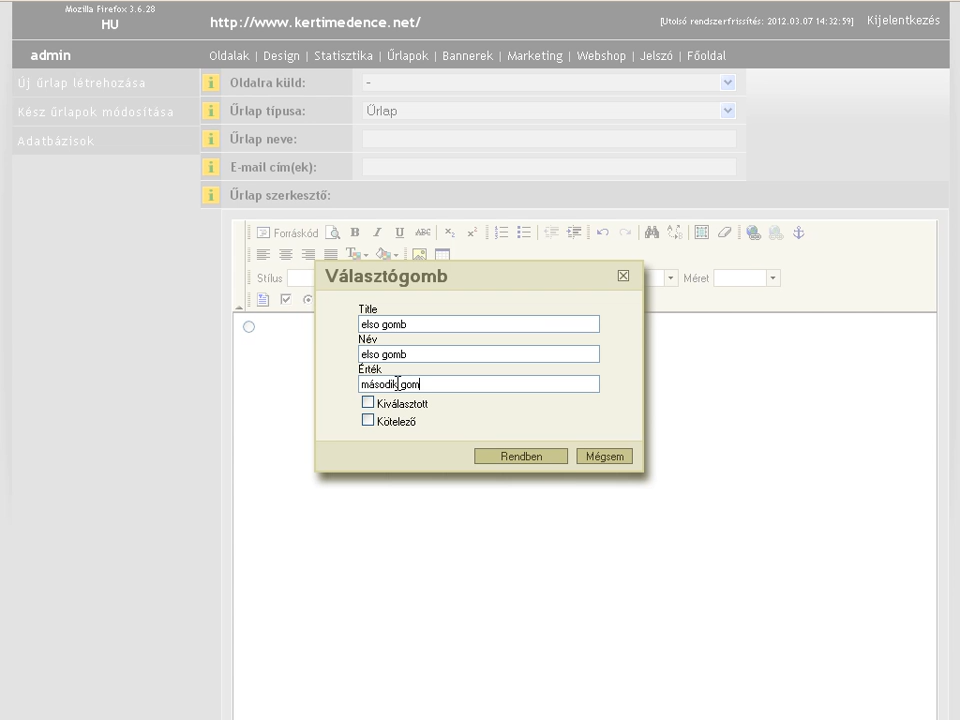 Mozilla Firefox 3.6.28
HU
http://www.kertimedence.net/
[Utolsó rendszerfrissítés: 2012.03.07 14:32:59]
Kijelentkezés
admin
Oldalak | Design | Statisztika | Űrlapok | Bannerek | Marketing | Webshop | Jelszó | Főoldal
Új űrlap létrehozása
Kész űrlapok módosítása
Adatbázisok
Oldalra küld: -
Űrlap típusa: Űrlap
Űrlap neve:
E-mail cím(ek):
Űrlap szerkesztő:
Forráskód
Stílus
Méret
Választógomb
Title
elso gomb
Név
elso gomb
Érték
második gom
Kiválasztott
Kötelező
Rendben Mégsem